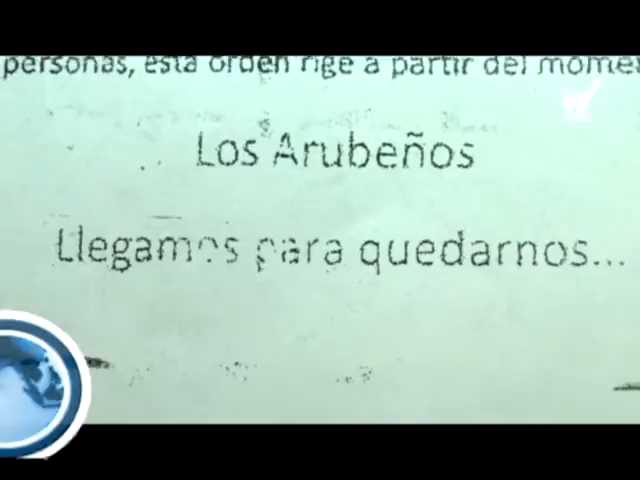 personas, esta orden rige a partir del
Los Arubeños
Llegamos para quedarnos...